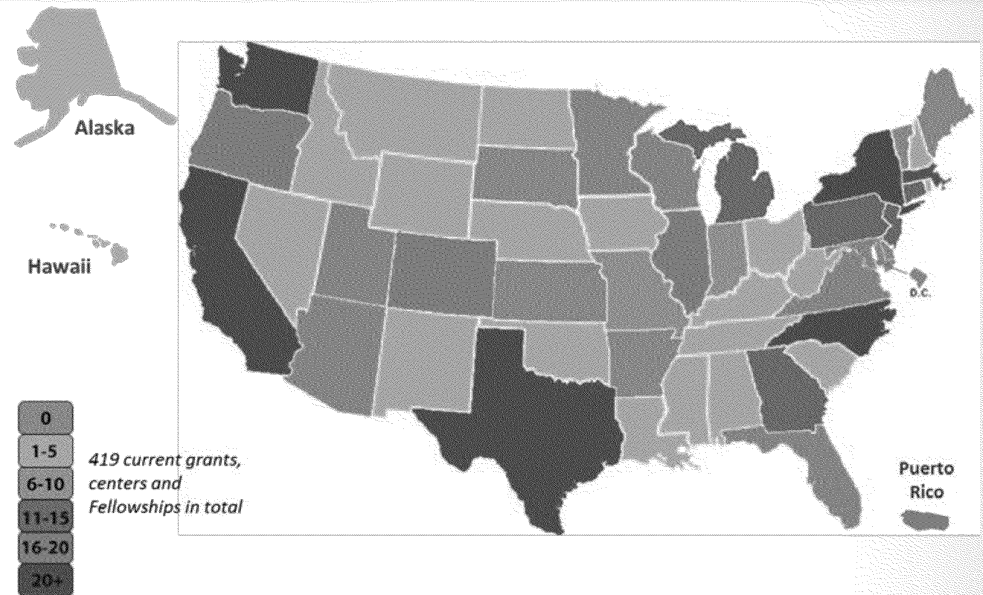 Alaska
Hawaii
D.C.
0
1-5
6-10
11-15
16-20
20+
419 current grants,
centers and
Fellowships in total
Puerto
Rico